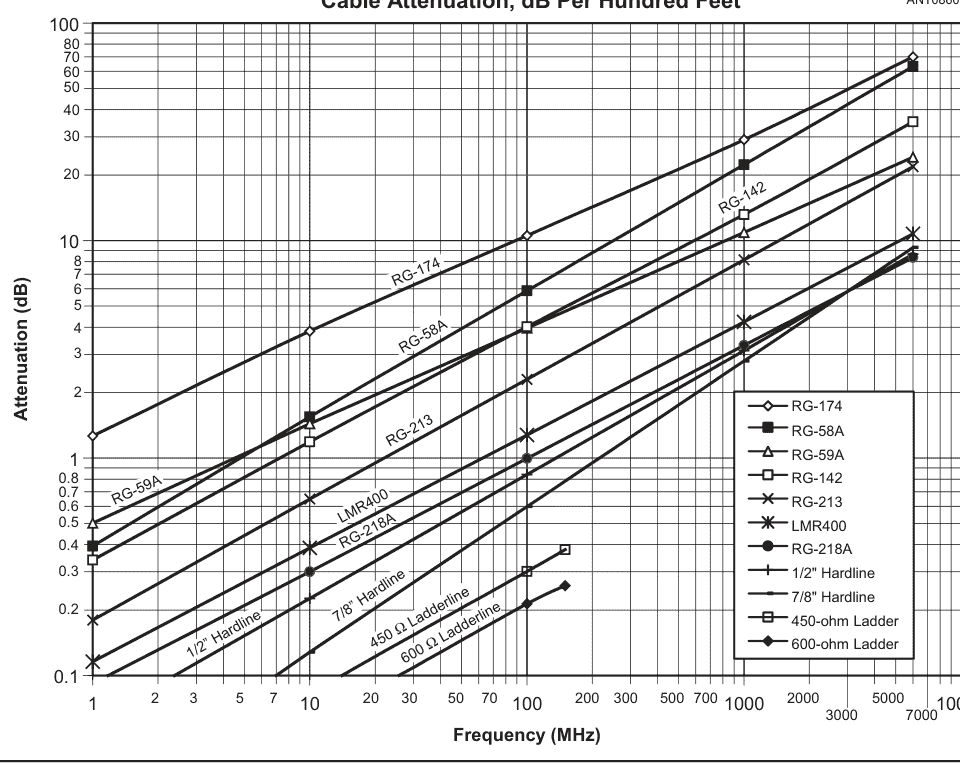 Cable Attenuation, dB Per Hundred Feet
100
80
70
60
50
40
30
20
10
8
7
6
5
4
3
2
1
0.8
0.7
0.6
0.5
0.4
0.3
0.2
0.1
Attenuation (dB)
RG-174
RG-58A
RG-142
RG-59A
RG-213
LMR400
RG-218A
1/2" Hardline
7/8" Hardline
450 Ω Ladderline
600 Ω Ladderline
RG-174
RG-58A
RG-59A
RG-142
RG-213
LMR400
RG-218A
1/2" Hardline
7/8" Hardline
450-ohm Ladder
600-ohm Ladder
1 2 3 5 7 10 20 30 50 70 100 200 300 500 700 1000 2000 3000 5000 7000
Frequency (MHz)